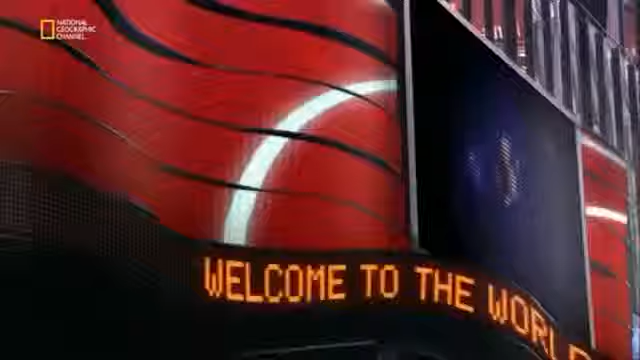 NATIONAL
GEOGRAPHIC
CHANNEL
WELCOME TO THE WORLD